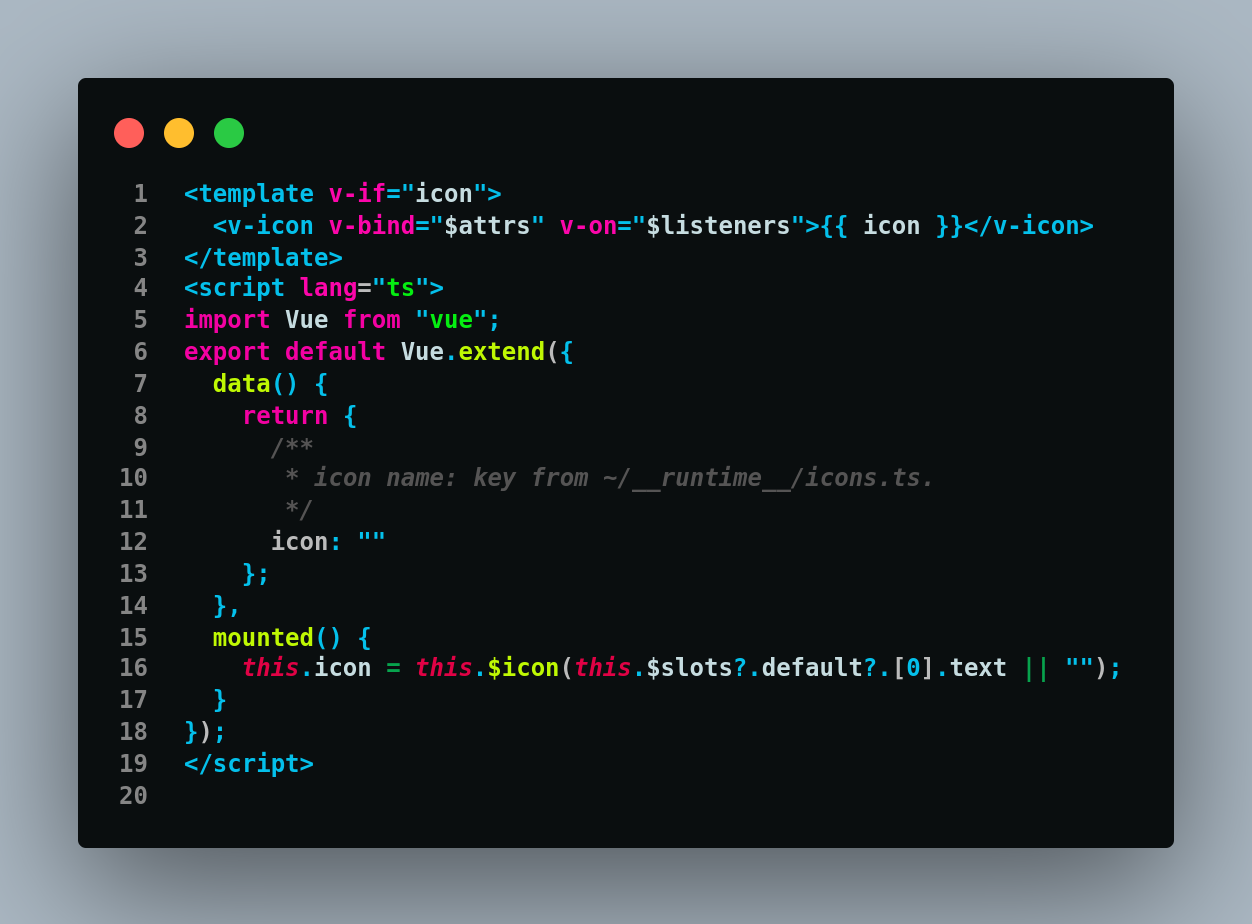 1 <template v-if="icon">
2   <v-icon v-bind="$attrs" v-on="$listeners">{{ icon }}</v-icon>
3 </template>
4 <script lang="ts">
5 import Vue from "vue";
6 export default Vue.extend({
7   data() {
8     return {
9       /**
10        * icon name: key from ~/__runtime__/icons.ts.
11        */
12       icon: ""
13     };
14   },
15   mounted() {
16     this.icon = this.$icon(this.$slots?.default?.[0].text || "");
17   }
18 });
19 </script>
20